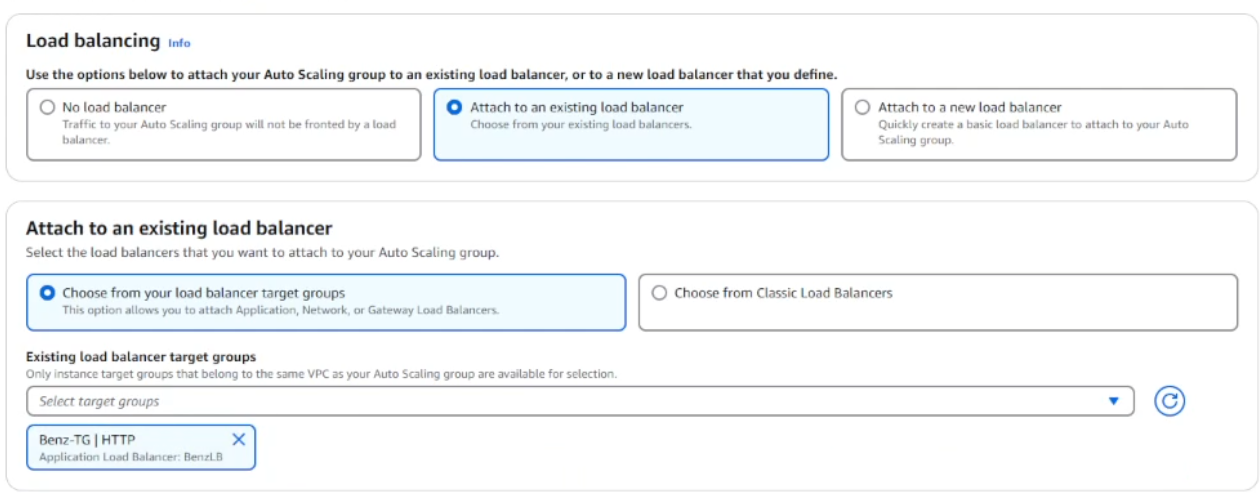 Load balancing Info
Use the options below to attach your Auto Scaling group to an existing load balancer, or to a new load balancer that you define.
No load balancer
Traffic to your Auto Scaling group will not be fronted by a load
balancer.
Attach to an existing load balancer
Choose from your existing load balancers.
Attach to a new load balancer
Quickly create a basic load balancer to attach to your Auto
Scaling group.
Attach to an existing load balancer
Select the load balancers that you want to attach to your Auto Scaling group.
Choose from your load balancer target groups
This option allows you to attach Application, Network, or Gateway Load Balancers.
Choose from Classic Load Balancers
Existing load balancer target groups
Only instance target groups that belong to the same VPC as your Auto Scaling group are available for selection.
Select target groups
Benz-TG | HTTP
Application Load Balancer: BenzLB